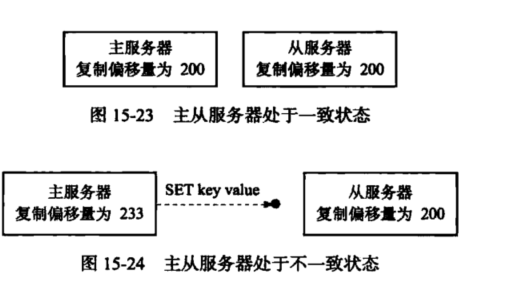 主服务器
复制偏移量为 200
从服务器
复制偏移量为 200
图 15-23 主从服务器处于一致状态
主服务器
复制偏移量为 233
SET key value
从服务器
复制偏移量为 200
图 15-24 主从服务器处于不一致状态